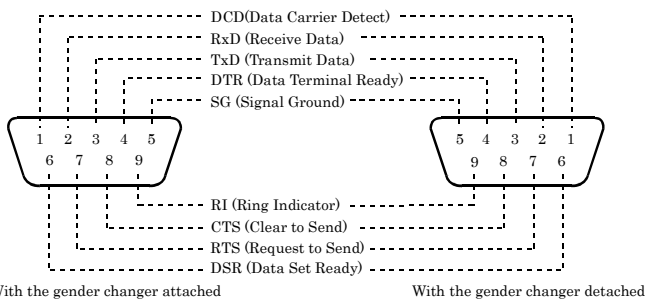 DCD(Data Carrier Detect)
RxD (Receive Data)
TxD (Transmit Data)
DTR (Data Terminal Ready)
SG (Signal Ground)
1 2 3 4 5
5 4 3 2 1
6 7 8 9
9 8 7 6
RI (Ring Indicator)
CTS (Clear to Send)
RTS (Request to Send)
DSR (Data Set Ready)
With the gender changer attached
With the gender changer detached